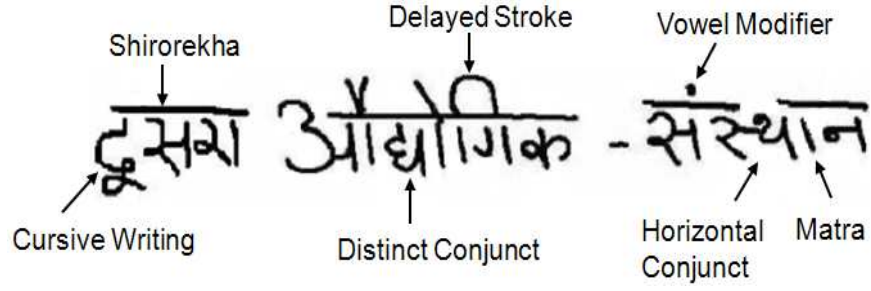 Delayed Stroke
Shirorekha
Vowel Modifier
दूसरा औद्योगिक - संस्थान
Cursive Writing
Distinct Conjunct
Horizontal Conjunct
Matra